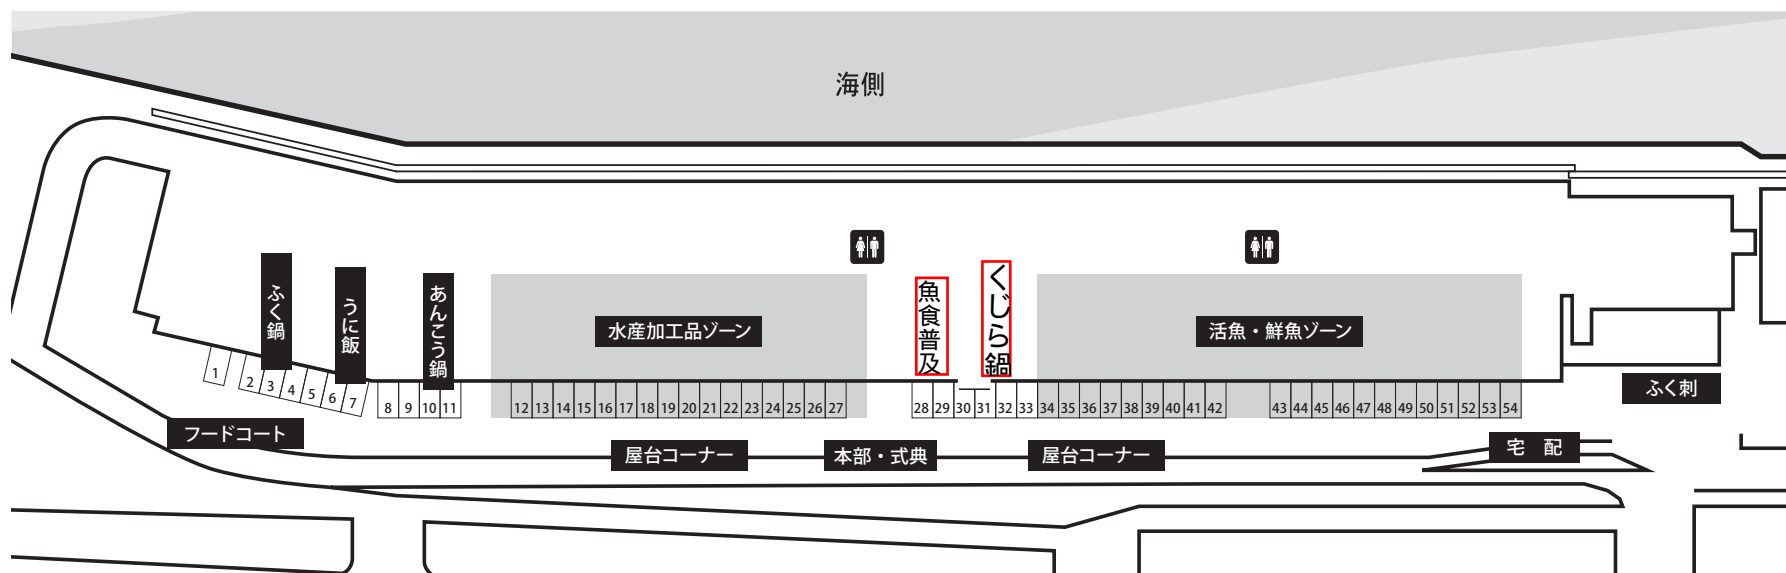 海側
ふく鍋
うに飯
あんこう鍋
水産加工品ゾーン
魚食普及
くじら鍋
活魚・鮮魚ゾーン
1 2 3 4 5 6 7 8 9 10 11 12 13 14 15 16 17 18 19 20 21 22 23 24 25 26 27 28 29 30 31 32 33 34 35 36 37 38 39 40 41 42 43 44 45 46 47 48 49 50 51 52 53 54
ふく刺
フードコート
屋台コーナー
本部・式典
屋台コーナー
宅 配